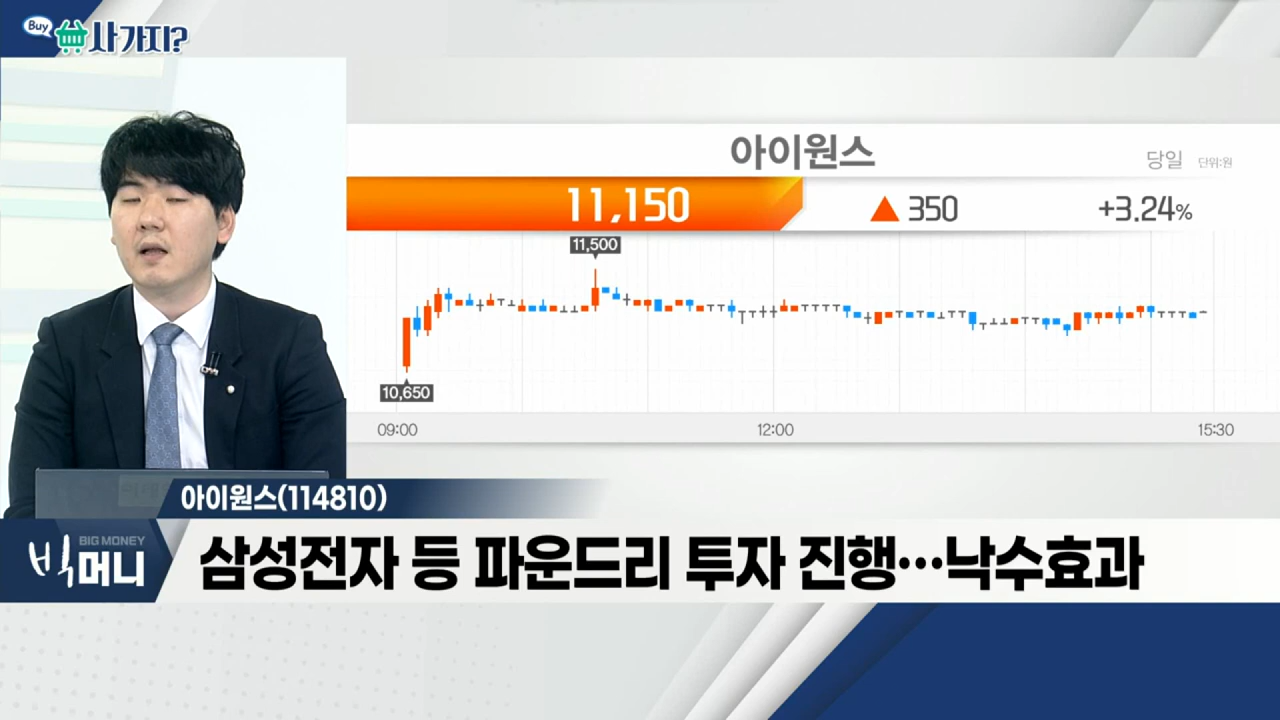 Buy
사가지?
아이원스
당일 단위:원
11,150 ▲ 350 +3.24%
11,500
10,650
09:00 12:00 15:30
아이원스(114810)
BIG MONEY
빅머니
삼성전자 등 파운드리 투자 진행…낙수효과